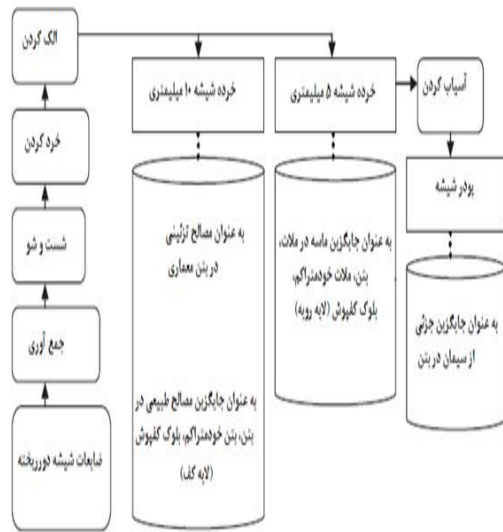 الک کردن
خرد کردن
شست و شو
جمع آوری
ضایعات شیشه دورریخته
خرده شیشه ۱۰ میلیمتری
به عنوان مصالح تزئینی
در بتن معماری
به عنوان جایگزین مصالح طبیعی در
بتن، بتن خودمتراکم، بلوک کفپوش
(لایه کف)
خرده شیشه ۵ میلیمتری
به عنوان جایگزین ماسه در ملات،
بتن، ملات خودمتراکم،
بلوک کفپوش (لایه رویه)
آسیاب کردن
پودر شیشه
به عنوان جایگزین جزئی
از سیمان در بتن